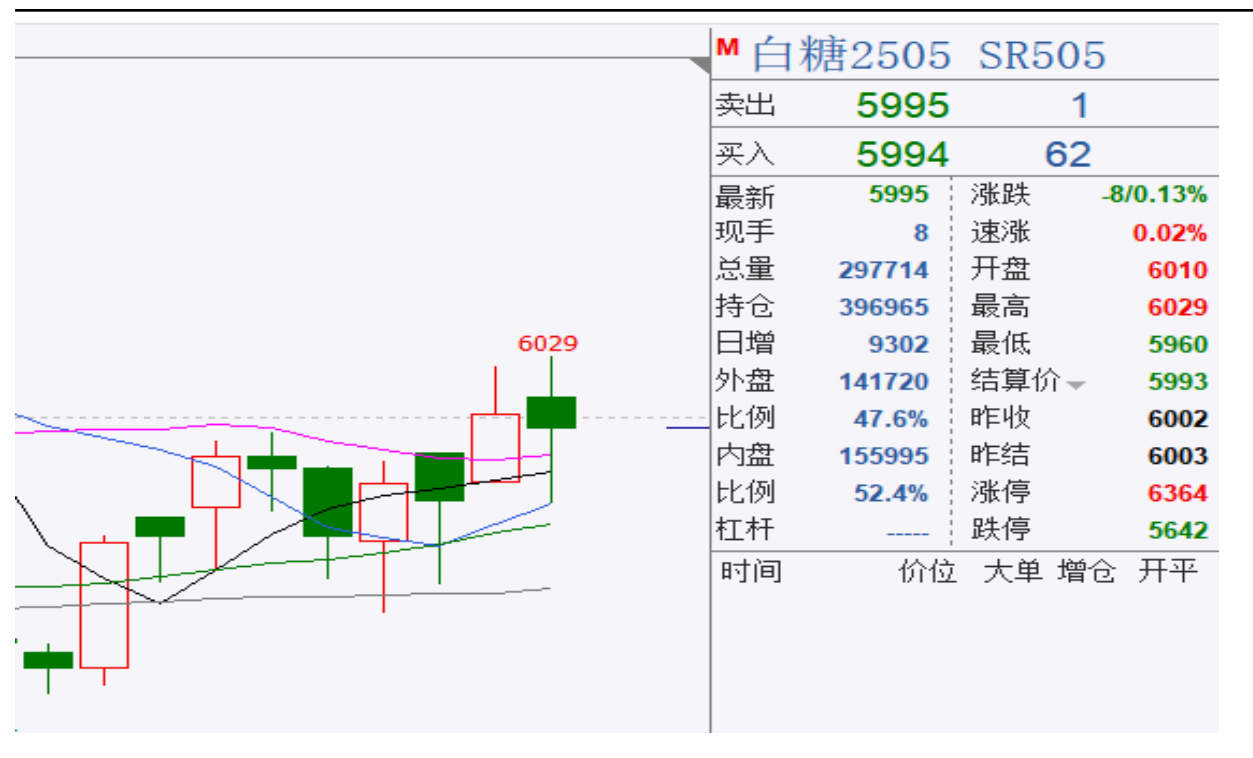 M 白糖2505 SR505
卖出 5995 1
买入 5994 62
最新 5995 涨跌 -8/0.13%
现手 8 速涨 0.02%
总量 297714 开盘 6010
持仓 396965 最高 6029
6029
日增 9302 最低 5960
外盘 141720 结算价 5993
比例 47.6% 昨收 6002
内盘 155995 昨结 6003
比例 52.4% 涨停 6364
杠杆 ----- 跌停 5642
时间 价位 大单 增仓 开平